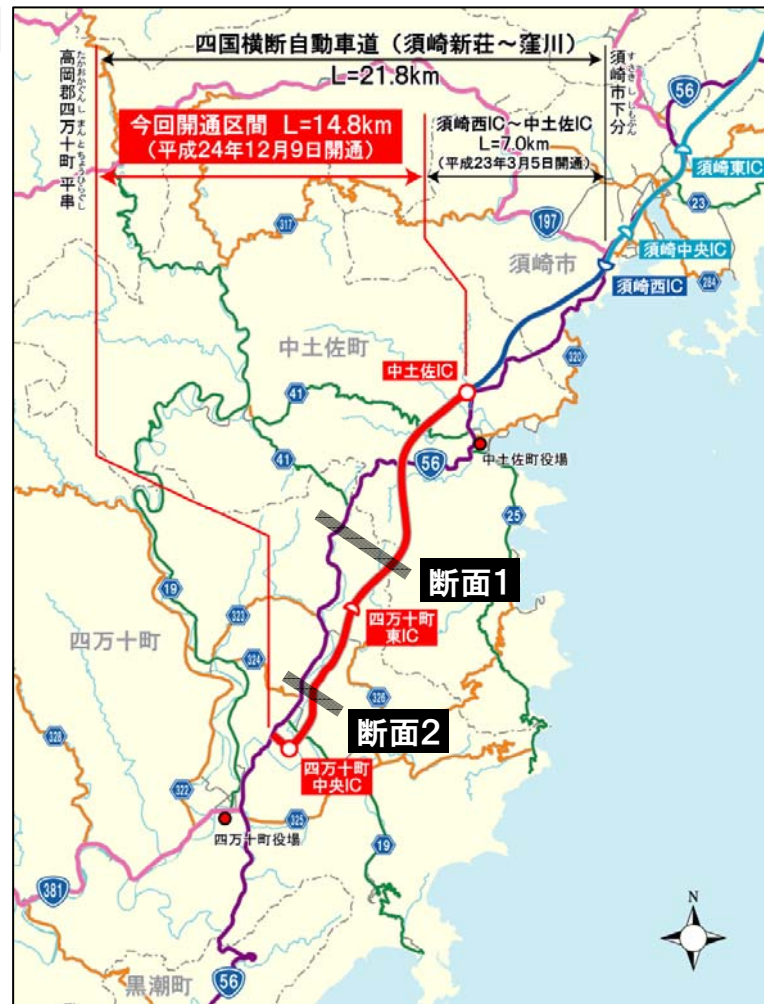 四国横断自動車道（須崎新荘～窪川）
L=21.8km
高岡郡四万十町平串
たかおかぐんしまんとちょうひらぐし
今回開通区間 L=14.8km
（平成24年12月9日開通）
須崎西IC～中土佐IC
L=7.0km
（平成23年3月5日開通）
須崎市下分
すさきししもぶん
56
須崎東IC
23
317
197
須崎中央IC
須崎市
須崎西IC
284
中土佐町
320
中土佐IC
41
中土佐町役場
56
41
25
断面1
19
323
四万十町
東IC
四万十町
324
326
断面2
328
四万十町
中央IC
322
325
四万十町役場
19
381
N
56
黒潮町